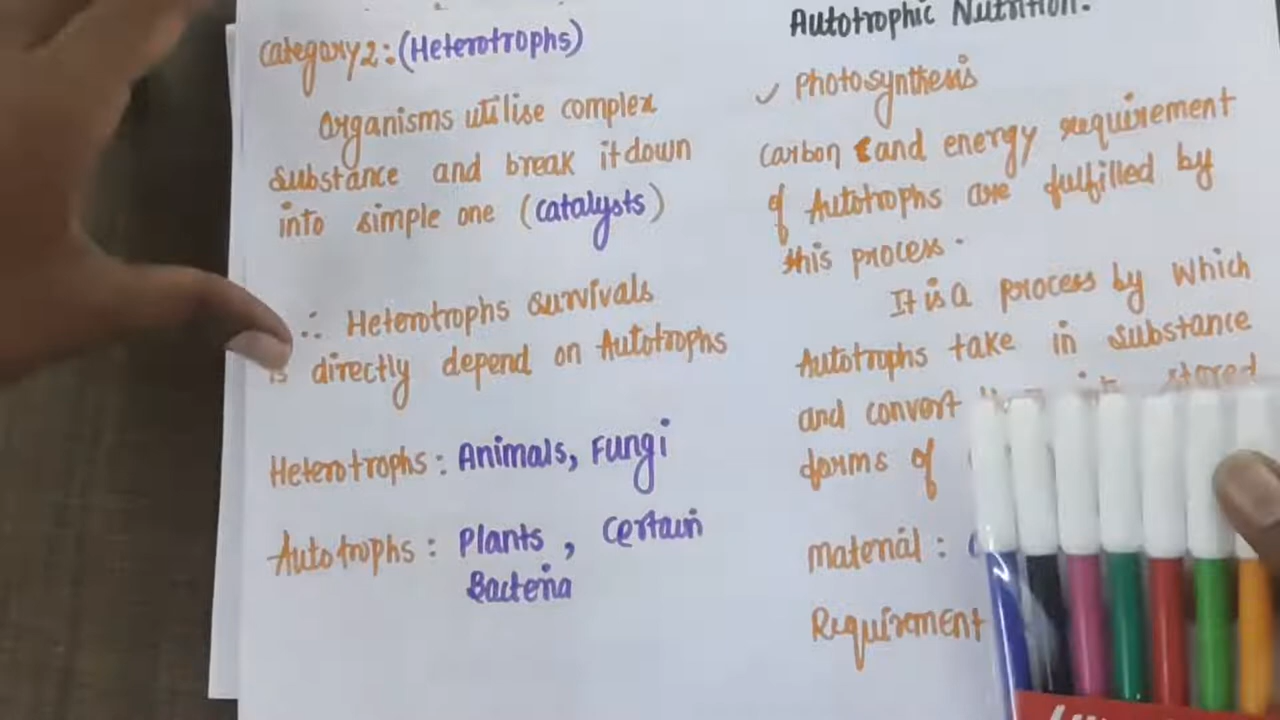 Category 2: (Heterotrophs)
Organisms utilise complex
substance and break it down
into simple one (catalysts)
∴ Heterotrophs survivals
is directly depend on Autotrophs
Heterotrophs: Animals, Fungi
Autotrophs: Plants, Certain
Bacteria
Autotrophic Nutrition.
✓ Photosynthesis
Carbon and energy requirement
of Autotrophs are fulfilled by
this process.
It is a process by which
Autotrophs take in substance
and convert stored
forms of
material:
Requirement